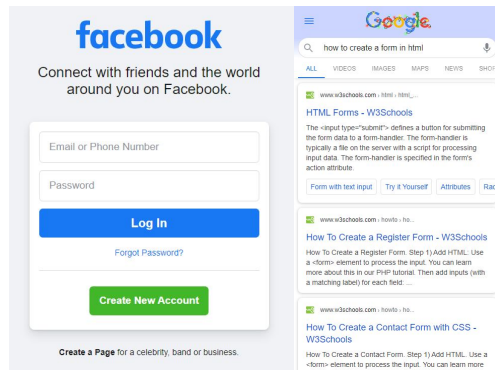 facebook
Connect with friends and the world
around you on Facebook.
Email or Phone Number
Password
Log In
Forgot Password?
Create New Account
Create a Page for a celebrity, band or business.
Google
how to create a form in html
ALL VIDEOS IMAGES MAPS NEWS SHOP
www.w3schools.com › html › html_...
HTML Forms - W3Schools
The <input type="submit"> defines a button for submitting
the form data to a form-handler. The form-handler is
typically a file on the server with a script for processing
input data. The form-handler is specified in the form's
action attribute.
Form with text input Try it Yourself Attributes Rad
www.w3schools.com › howto › ho...
How To Create a Register Form - W3Schools
How To Create a Register Form. Step 1) Add HTML: Use
a <form> element to process the input. You can learn
more about this in our PHP tutorial. Then add inputs (with
a matching label) for each field: ...
www.w3schools.com › howto › ho...
How To Create a Contact Form with CSS -
W3Schools
How To Create a Contact Form. Step 1) Add HTML. Use a
<form> element to process the input. You can learn more